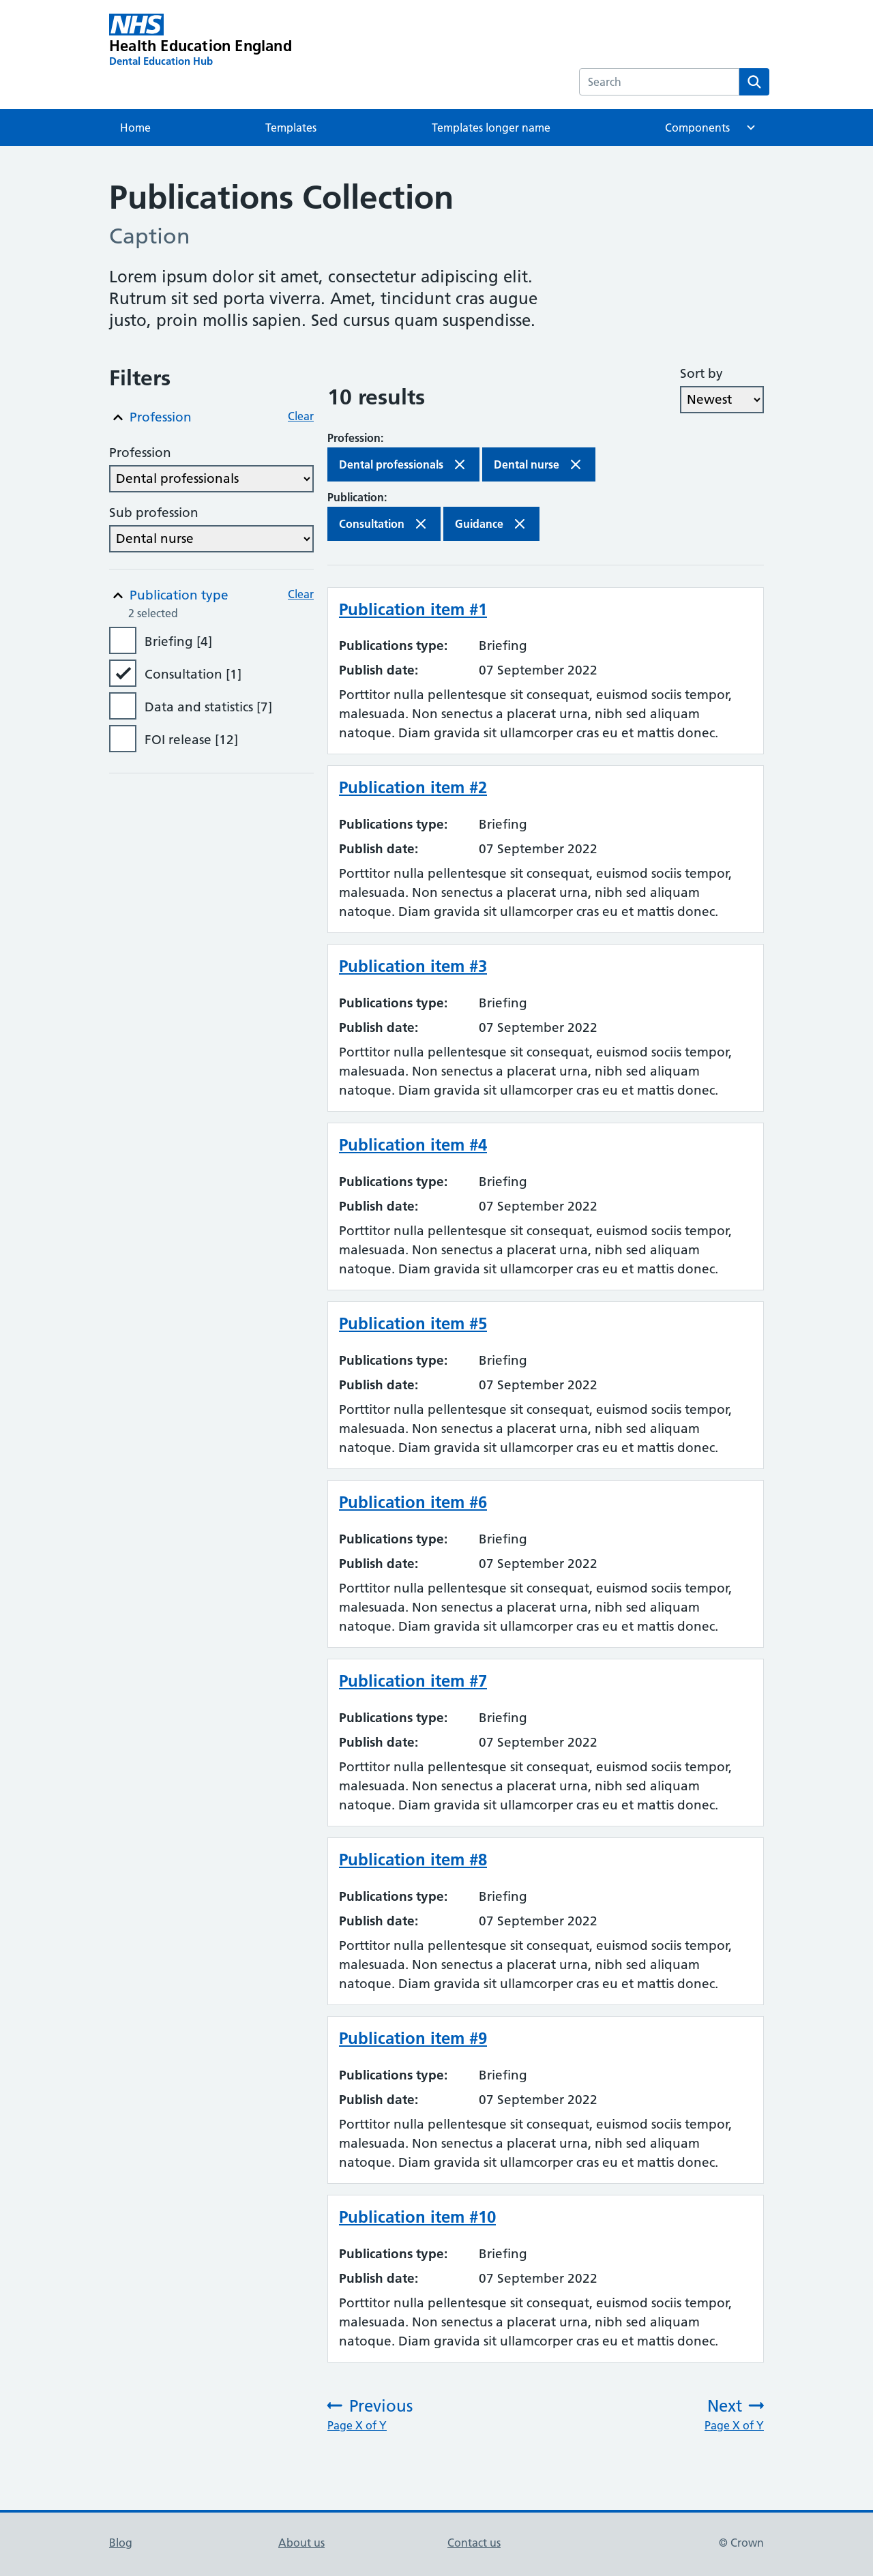 NHS
Health Education England
Dental Education Hub
Search
Home
Templates
Templates longer name
Components
Publications Collection
Caption
Lorem ipsum dolor sit amet, consectetur adipiscing elit.
Rutrum sit sed porta viverra. Amet, tincidunt cras augue
justo, proin mollis sapien. Sed cursus quam suspendisse.
Filters
Profession
Clear
Profession
Dental professionals
Sub profession
Dental nurse
Publication type
Clear
2 selected
Briefing [4]
Consultation [1]
Data and statistics [7]
FOI release [12]
10 results
Sort by
Newest
Profession:
Dental professionals
Dental nurse
Publication:
Consultation
Guidance
Publication item #1
Publications type: Briefing
Publish date: 07 September 2022
Porttitor nulla pellentesque sit consequat, euismod sociis tempor,
malesuada. Non senectus a placerat urna, nibh sed aliquam
natoque. Diam gravida sit ullamcorper cras eu et mattis donec.
Publication item #2
Publications type: Briefing
Publish date: 07 September 2022
Porttitor nulla pellentesque sit consequat, euismod sociis tempor,
malesuada. Non senectus a placerat urna, nibh sed aliquam
natoque. Diam gravida sit ullamcorper cras eu et mattis donec.
Publication item #3
Publications type: Briefing
Publish date: 07 September 2022
Porttitor nulla pellentesque sit consequat, euismod sociis tempor,
malesuada. Non senectus a placerat urna, nibh sed aliquam
natoque. Diam gravida sit ullamcorper cras eu et mattis donec.
Publication item #4
Publications type: Briefing
Publish date: 07 September 2022
Porttitor nulla pellentesque sit consequat, euismod sociis tempor,
malesuada. Non senectus a placerat urna, nibh sed aliquam
natoque. Diam gravida sit ullamcorper cras eu et mattis donec.
Publication item #5
Publications type: Briefing
Publish date: 07 September 2022
Porttitor nulla pellentesque sit consequat, euismod sociis tempor,
malesuada. Non senectus a placerat urna, nibh sed aliquam
natoque. Diam gravida sit ullamcorper cras eu et mattis donec.
Publication item #6
Publications type: Briefing
Publish date: 07 September 2022
Porttitor nulla pellentesque sit consequat, euismod sociis tempor,
malesuada. Non senectus a placerat urna, nibh sed aliquam
natoque. Diam gravida sit ullamcorper cras eu et mattis donec.
Publication item #7
Publications type: Briefing
Publish date: 07 September 2022
Porttitor nulla pellentesque sit consequat, euismod sociis tempor,
malesuada. Non senectus a placerat urna, nibh sed aliquam
natoque. Diam gravida sit ullamcorper cras eu et mattis donec.
Publication item #8
Publications type: Briefing
Publish date: 07 September 2022
Porttitor nulla pellentesque sit consequat, euismod sociis tempor,
malesuada. Non senectus a placerat urna, nibh sed aliquam
natoque. Diam gravida sit ullamcorper cras eu et mattis donec.
Publication item #9
Publications type: Briefing
Publish date: 07 September 2022
Porttitor nulla pellentesque sit consequat, euismod sociis tempor,
malesuada. Non senectus a placerat urna, nibh sed aliquam
natoque. Diam gravida sit ullamcorper cras eu et mattis donec.
Publication item #10
Publications type: Briefing
Publish date: 07 September 2022
Porttitor nulla pellentesque sit consequat, euismod sociis tempor,
malesuada. Non senectus a placerat urna, nibh sed aliquam
natoque. Diam gravida sit ullamcorper cras eu et mattis donec.
Previous
Page X of Y
Next
Page X of Y
Blog
About us
Contact us
© Crown